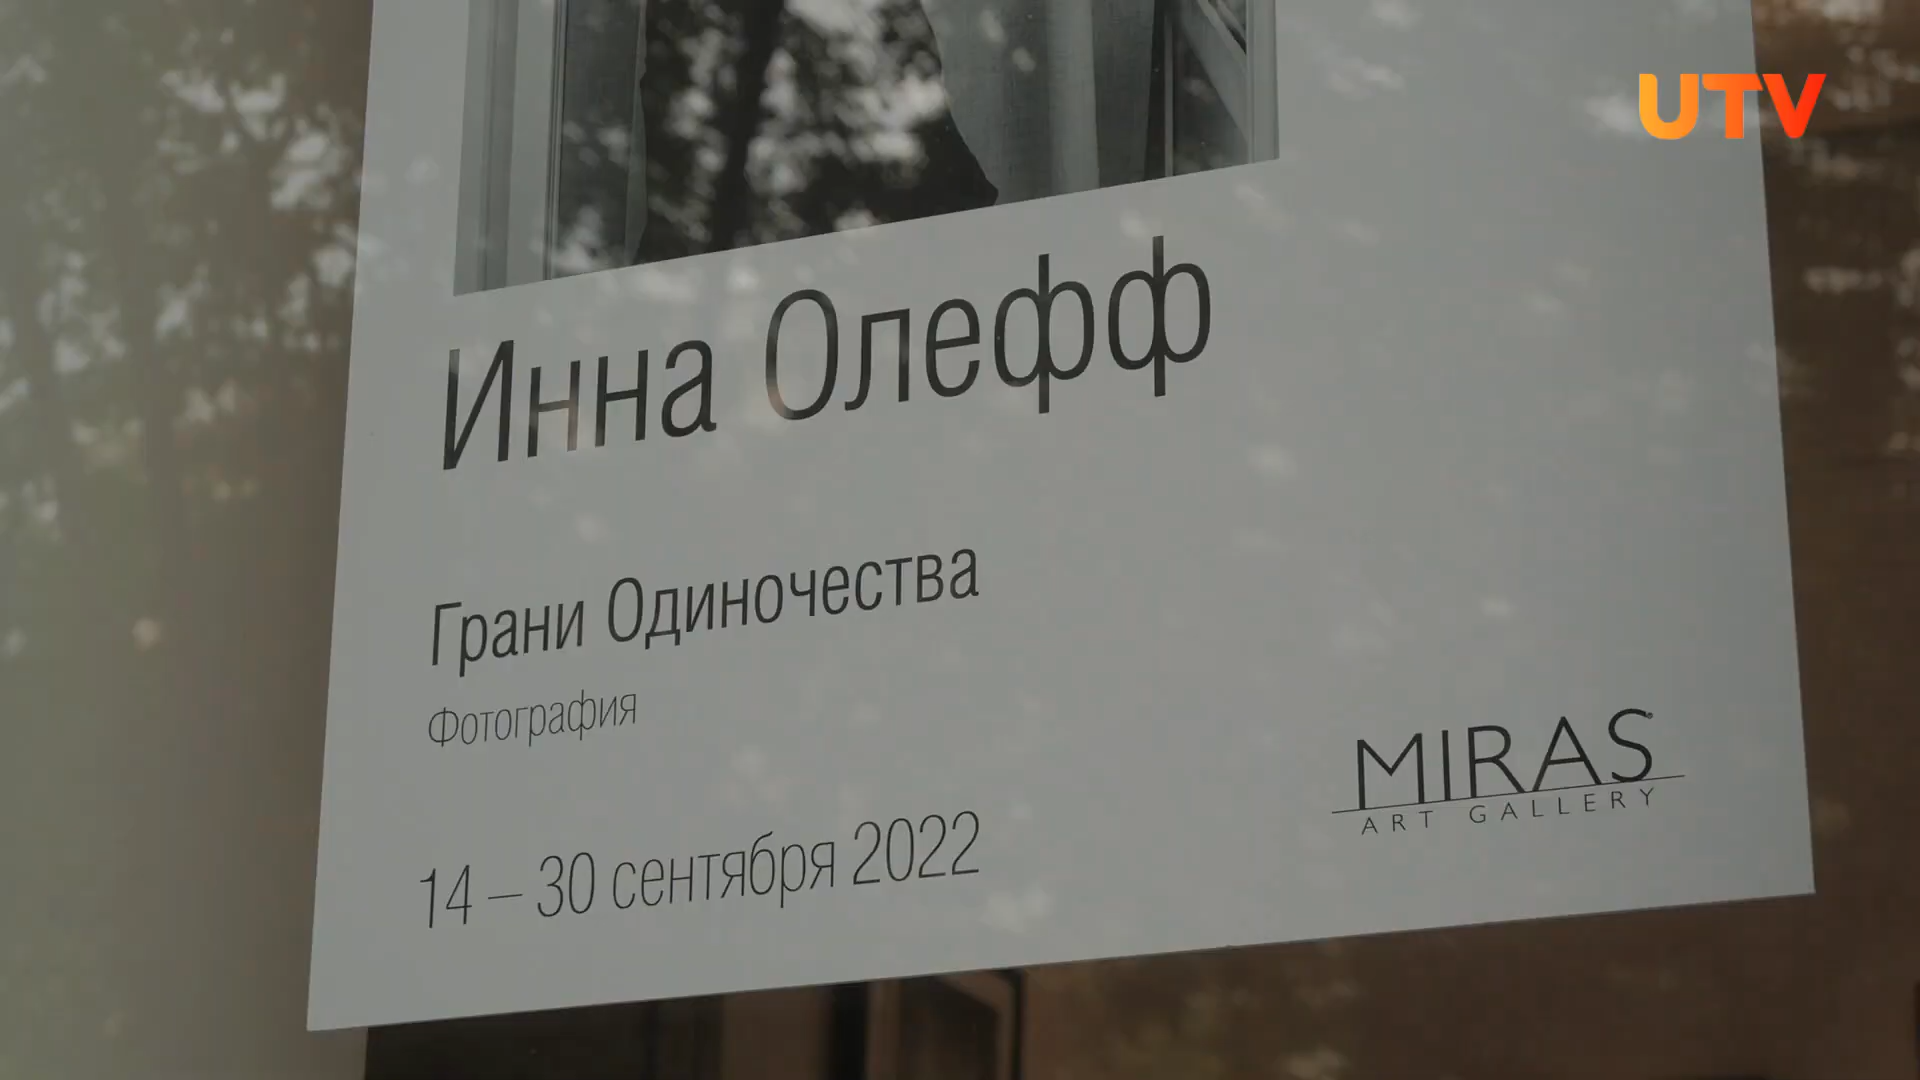 UTV
Инна Олефф
Грани Одиночества
Фотография
14 – 30 сентября 2022
MIRAS
ART GALLERY